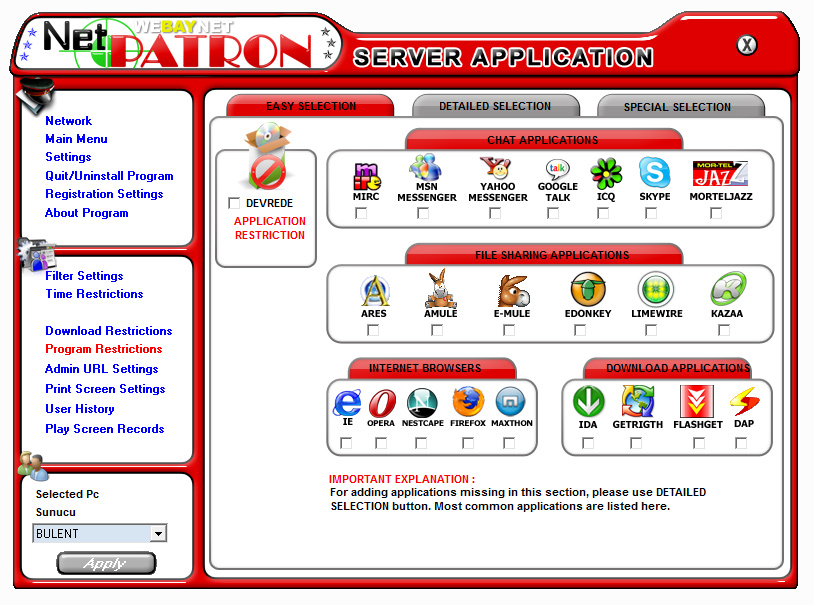 WEBAYNET
Net PATRON
SERVER APPLICATION
X
Network
Main Menu
Settings
Quit/Uninstall Program
Registration Settings
About Program
Filter Settings
Time Restrictions
Download Restrictions
Program Restrictions
Admin URL Settings
Print Screen Settings
User History
Play Screen Records
Selected Pc
Sunucu
BULENT
Apply
EASY SELECTION
DETAILED SELECTION
SPECIAL SELECTION
DEVREDE
APPLICATION
RESTRICTION
CHAT APPLICATIONS
mirc
talk
MOR-TEL
JAZZ
MIRC
MSN
MESSENGER
YAHOO
MESSENGER
GOOGLE
TALK
ICQ
SKYPE
MORTELJAZZ
FILE SHARING APPLICATIONS
ARES
AMULE
E-MULE
EDONKEY
LIMEWIRE
KAZAA
INTERNET BROWSERS
IE
OPERA
NESTCAPE
FIREFOX
MAXTHON
DOWNLOAD APPLICATIONS
IDA
GETRIGTH
FLASHGET
DAP
IMPORTANT EXPLANATION :
For adding applications missing in this section, please use DETAILED
SELECTION button. Most common applications are listed here.